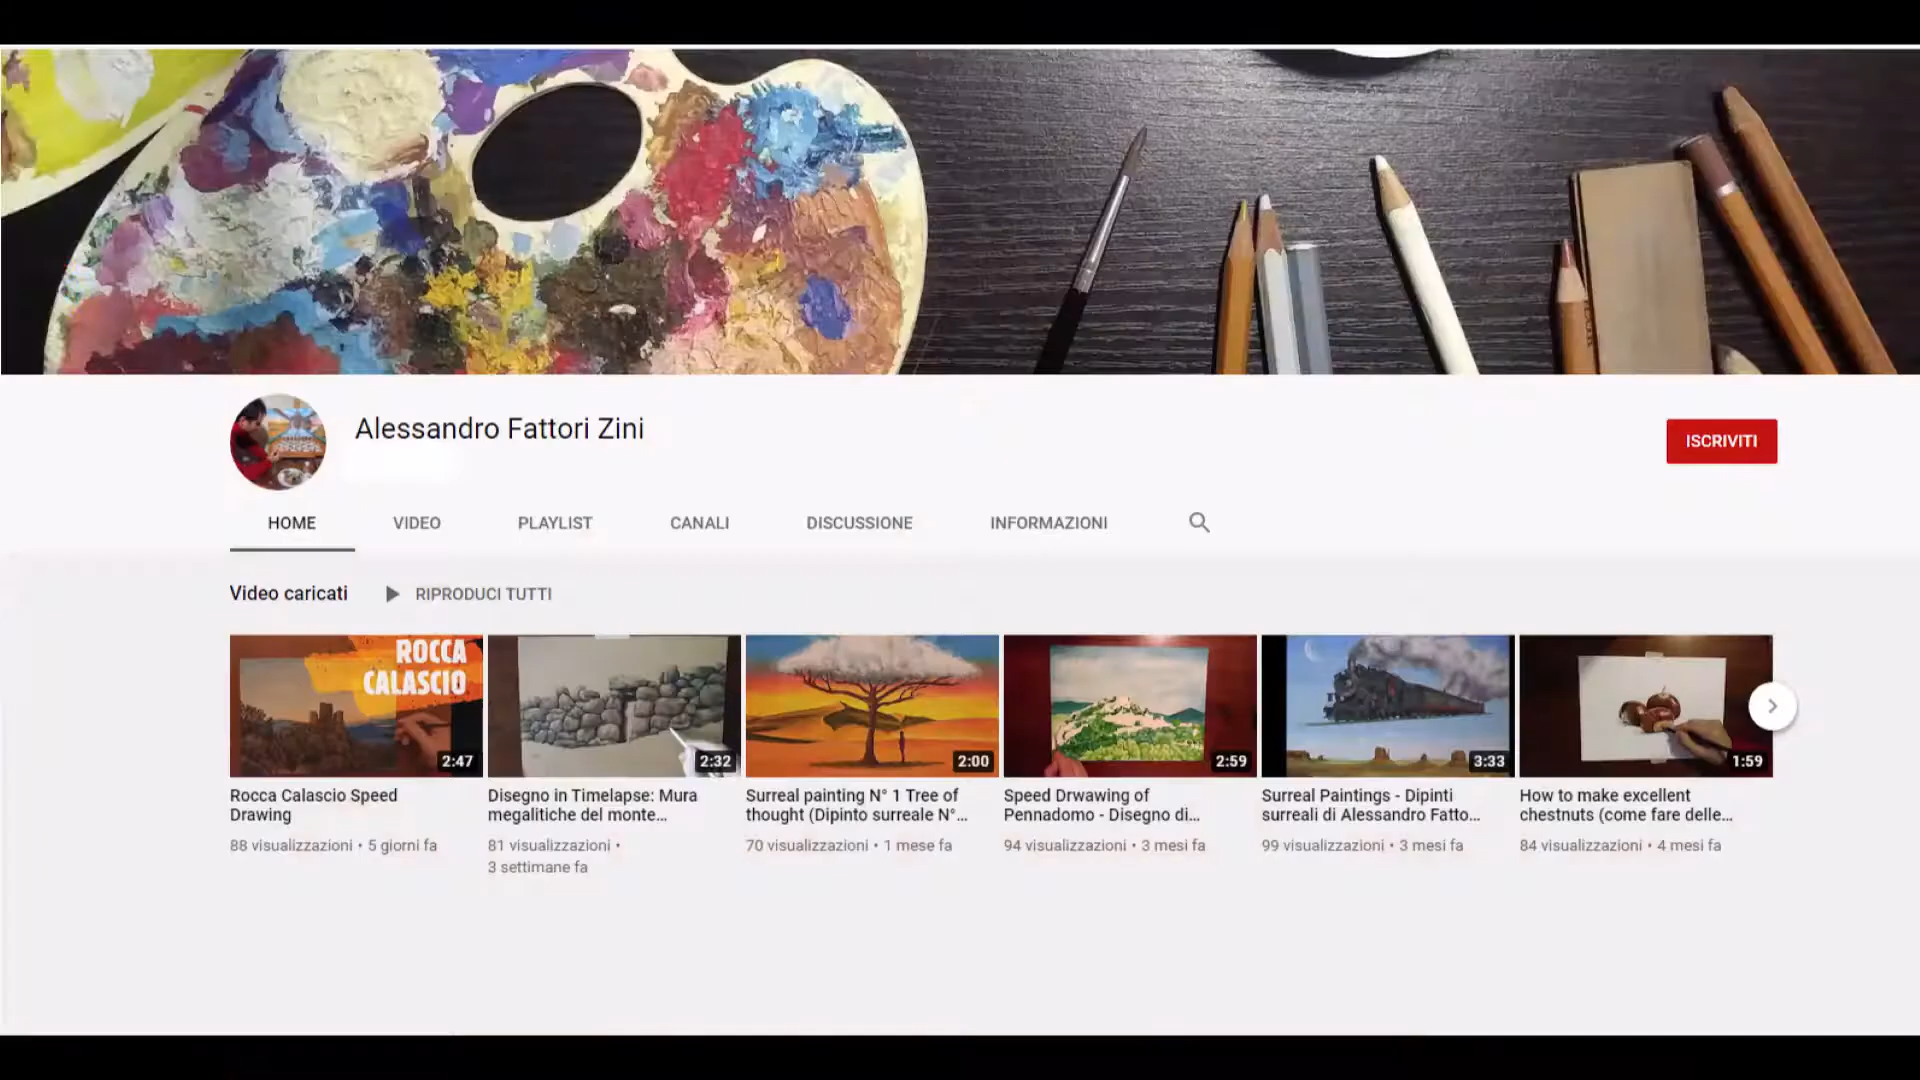 Alessandro Fattori Zini
ISCRIVITI
HOME
VIDEO
PLAYLIST
CANALI
DISCUSSIONE
INFORMAZIONI
Video caricati
RIPRODUCI TUTTI
ROCCA
CALASCIO
2:47
2:32
2:00
2:59
3:33
1:59
Rocca Calascio Speed
Drawing
88 visualizzazioni • 5 giorni fa
Disegno in Timelapse: Mura
megalitiche del monte...
81 visualizzazioni •
3 settimane fa
Surreal painting N° 1 Tree of
thought (Dipinto surreale N°...
70 visualizzazioni • 1 mese fa
Speed Drwawing of
Pennadomo - Disegno di...
94 visualizzazioni • 3 mesi fa
Surreal Paintings - Dipinti
surreali di Alessandro Fatto...
99 visualizzazioni • 3 mesi fa
How to make excellent
chestnuts (come fare delle...
84 visualizzazioni • 4 mesi fa